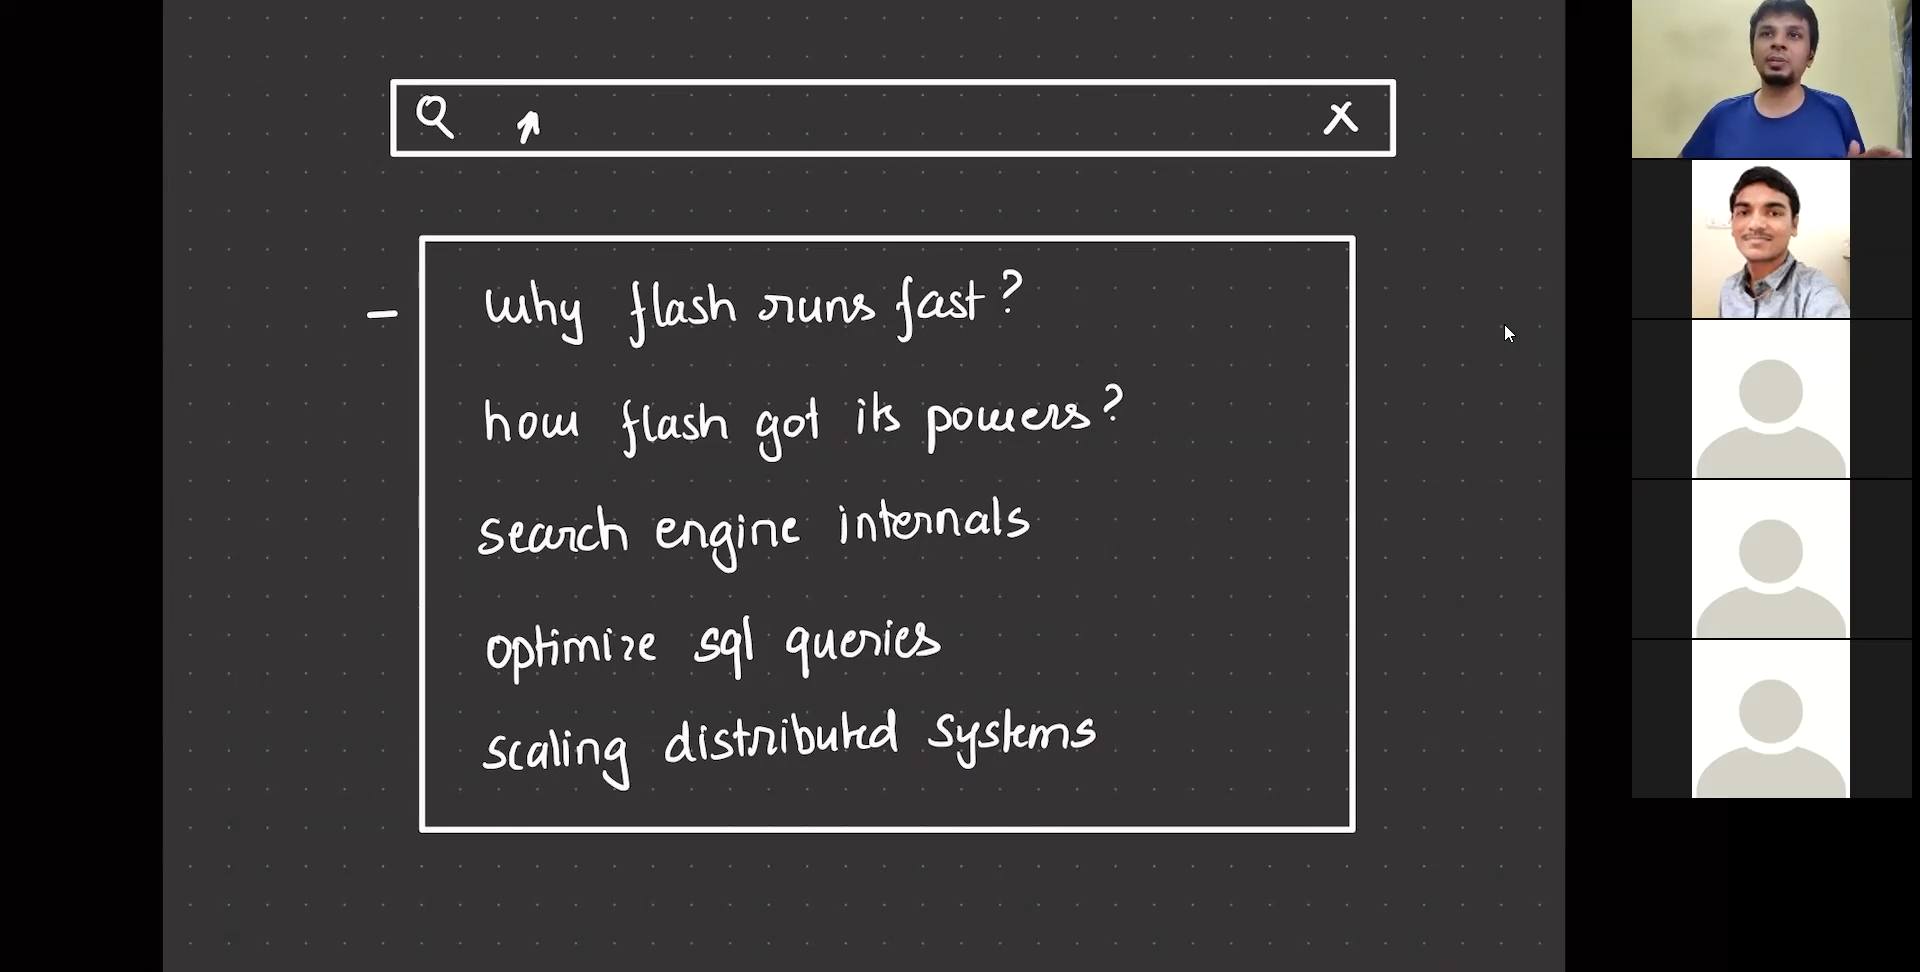 X
why flash runs fast?
how flash got its powers?
search engine internals
optimize sql queries
scaling distributed systems